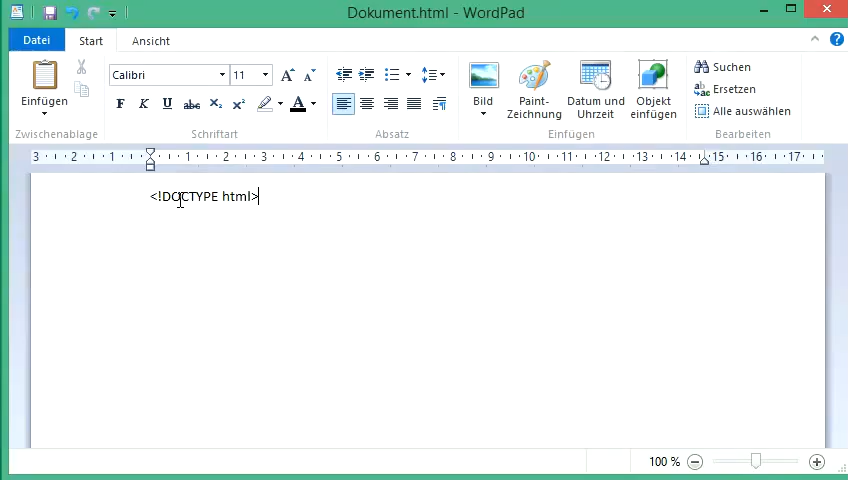 Dokument.html - WordPad
Datei Start Ansicht
Einfügen
Zwischenablage
Calibri 11 A A
F K U abc X₂ X² A
Schriftart
Absatz
Bild
Paint-
Zeichnung
Datum und
Uhrzeit
Objekt
einfügen
Einfügen
Suchen
Ersetzen
Alle auswählen
Bearbeiten
3 2 1 1 2 3 4 5 6 7 8 9 10 11 12 13 14 15 16 17
<!DOCTYPE html>
100 %